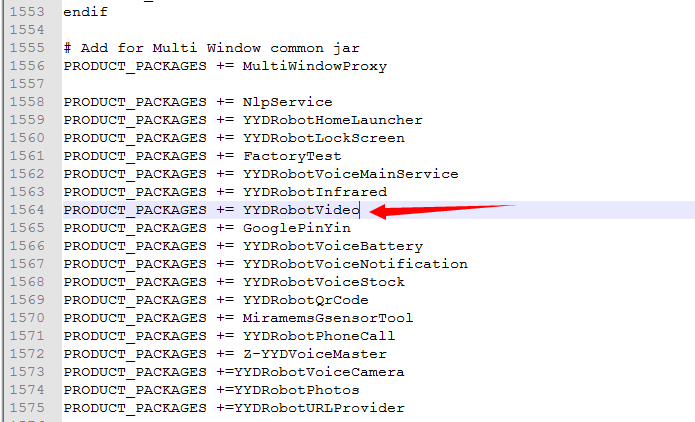 1553 endif
1554
1555 # Add for Multi Window common jar
1556 PRODUCT_PACKAGES += MultiWindowProxy
1557
1558 PRODUCT_PACKAGES += NlpService
1559 PRODUCT_PACKAGES += YYDRobotHomeLauncher
1560 PRODUCT_PACKAGES += YYDRobotLockScreen
1561 PRODUCT_PACKAGES += FactoryTest
1562 PRODUCT_PACKAGES += YYDRobotVoiceMainService
1563 PRODUCT_PACKAGES += YYDRobotInfrared
1564 PRODUCT_PACKAGES += YYDRobotVideo
1565 PRODUCT_PACKAGES += GooglePinYin
1566 PRODUCT_PACKAGES += YYDRobotVoiceBattery
1567 PRODUCT_PACKAGES += YYDRobotVoiceNotification
1568 PRODUCT_PACKAGES += YYDRobotVoiceStock
1569 PRODUCT_PACKAGES += YYDRobotQrCode
1570 PRODUCT_PACKAGES += MiramemsGsensorTool
1571 PRODUCT_PACKAGES += YYDRobotPhoneCall
1572 PRODUCT_PACKAGES += Z-YYDVoiceMaster
1573 PRODUCT_PACKAGES +=YYDRobotVoiceCamera
1574 PRODUCT_PACKAGES +=YYDRobotPhotos
1575 PRODUCT_PACKAGES +=YYDRobotURLProvider